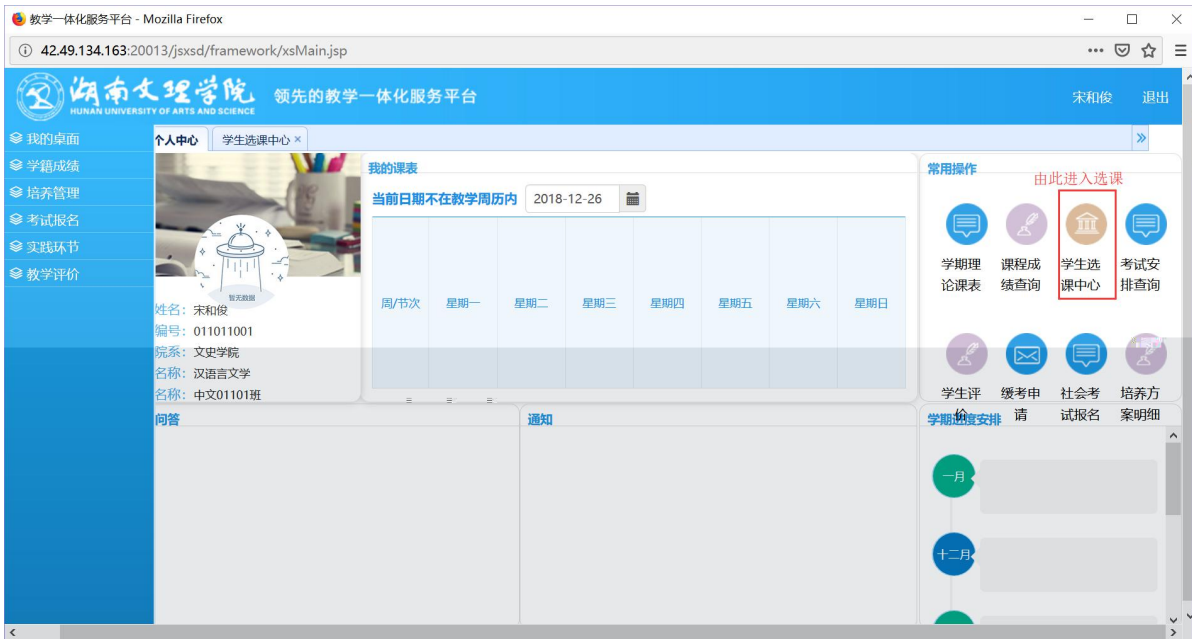 教学一体化服务平台 - Mozilla Firefox
42.49.134.163:20013/jsxsd/framework/xsMain.jsp
湖南文理学院
HUNAN UNIVERSITY OF ARTS AND SCIENCE
领先的教学一体化服务平台
宋和俊
退出
我的桌面
学籍成绩
培养管理
考试报名
实践环节
教学评价
个人中心
学生选课中心
暂无数据
姓名：宋和俊
编号：011011001
院系：文史学院
名称：汉语言文学
名称：中文01101班
我的课表
当前日期不在教学周历内
2018-12-26
周/节次 星期一 星期二 星期三 星期四 星期五 星期六 星期日
常用操作
由此进入选课
学期理
论课表
课程成
绩查询
学生选
课中心
考试安
排查询
学生评
价
缓考申
请
社会考
试报名
培养方
案明细
问答
通知
学期进度安排
一月
十二月